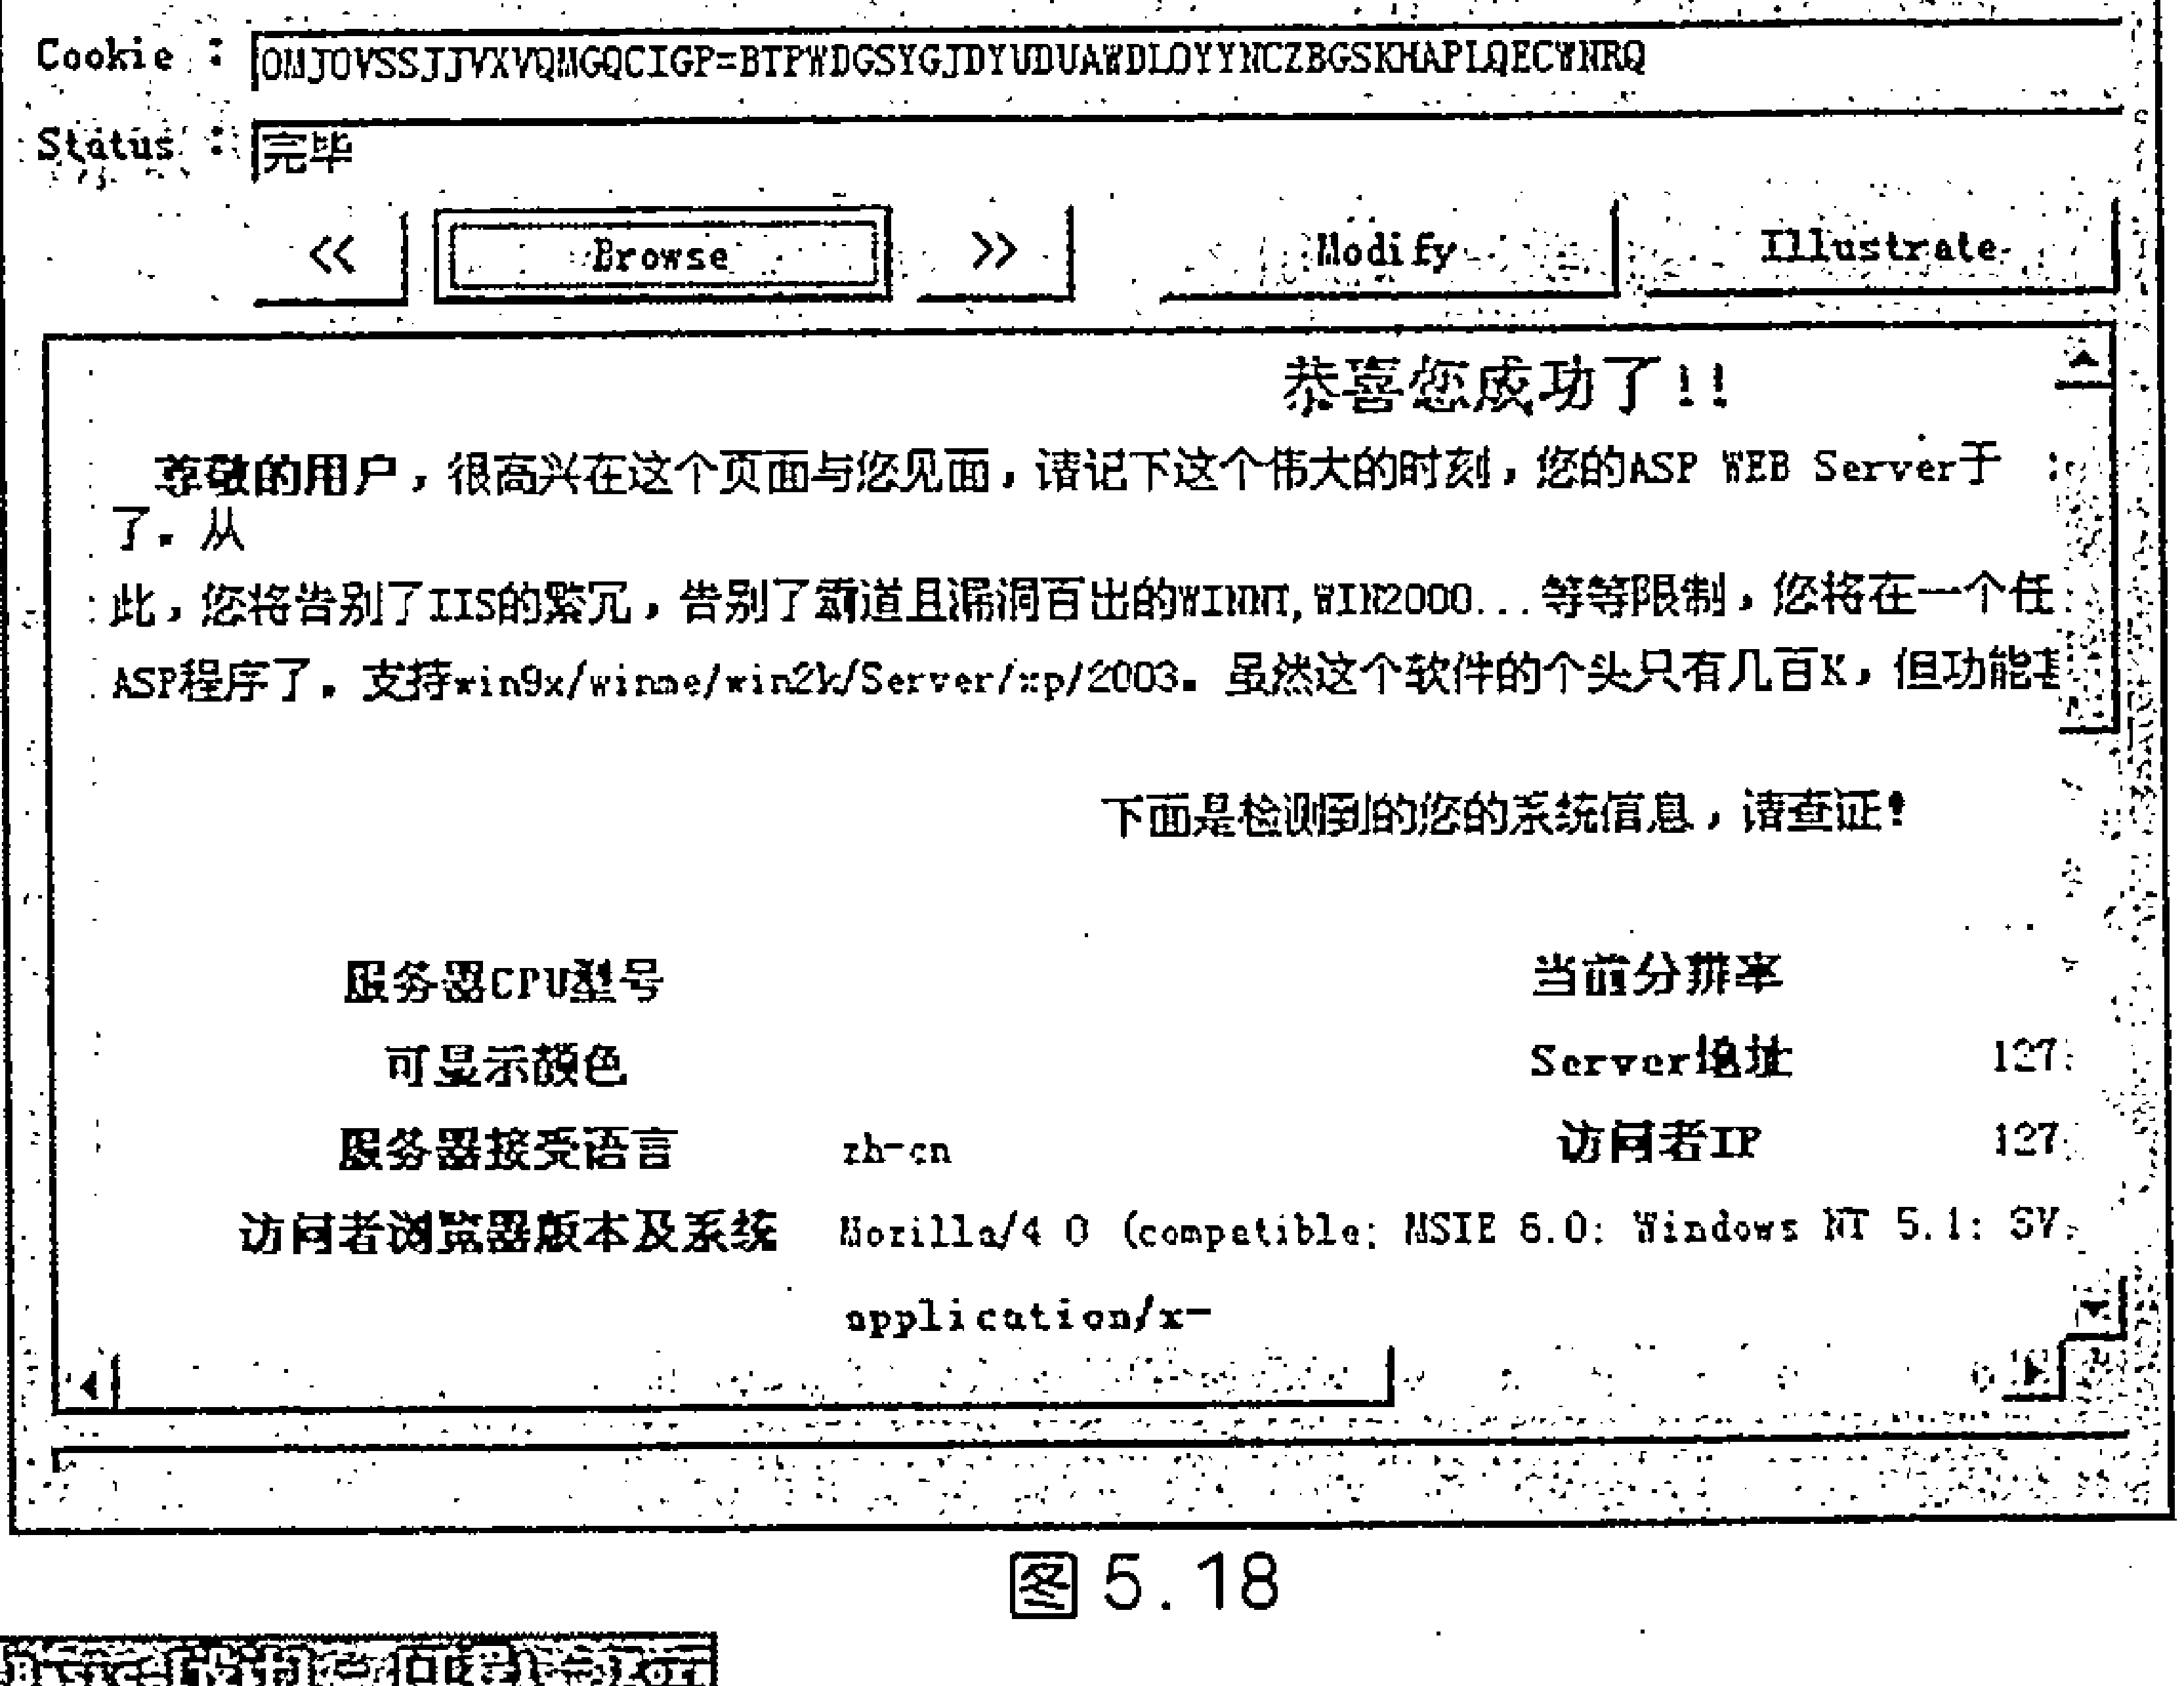 Cookie : OMJOVSSJJVXVQMGQCIGP=BTPWDGSYGJDYUDUAWDLOYYNCZBGSKHAPLQECWNRQ
Status : 完毕
<< Browse >> Modify Illustrate
恭喜您成功了!!
尊敬的用户，很高兴在这个页面与您见面，请记下这个伟大的时刻，您的ASP WEB Server于
了. 从
此，您将告别了IIS的繁冗，告别了霸道且漏洞百出的WINNT,WIN2000...等等限制，您将在一个任
ASP程序了. 支持win9x/winme/win2k/Server/xp/2003. 虽然这个软件的个头只有几百K，但功能
下面是检测到的您的系统信息，请查证!
服务器CPU型号 当前分辨率
可显示颜色 Server地址 127
服务器接受语言 zh-cn 访问者IP 127
访问者浏览器版本及系统 Mozilla/4.0 (compatible; MSIE 6.0; Windows NT 5.1; SV
application/x-
图 5.18